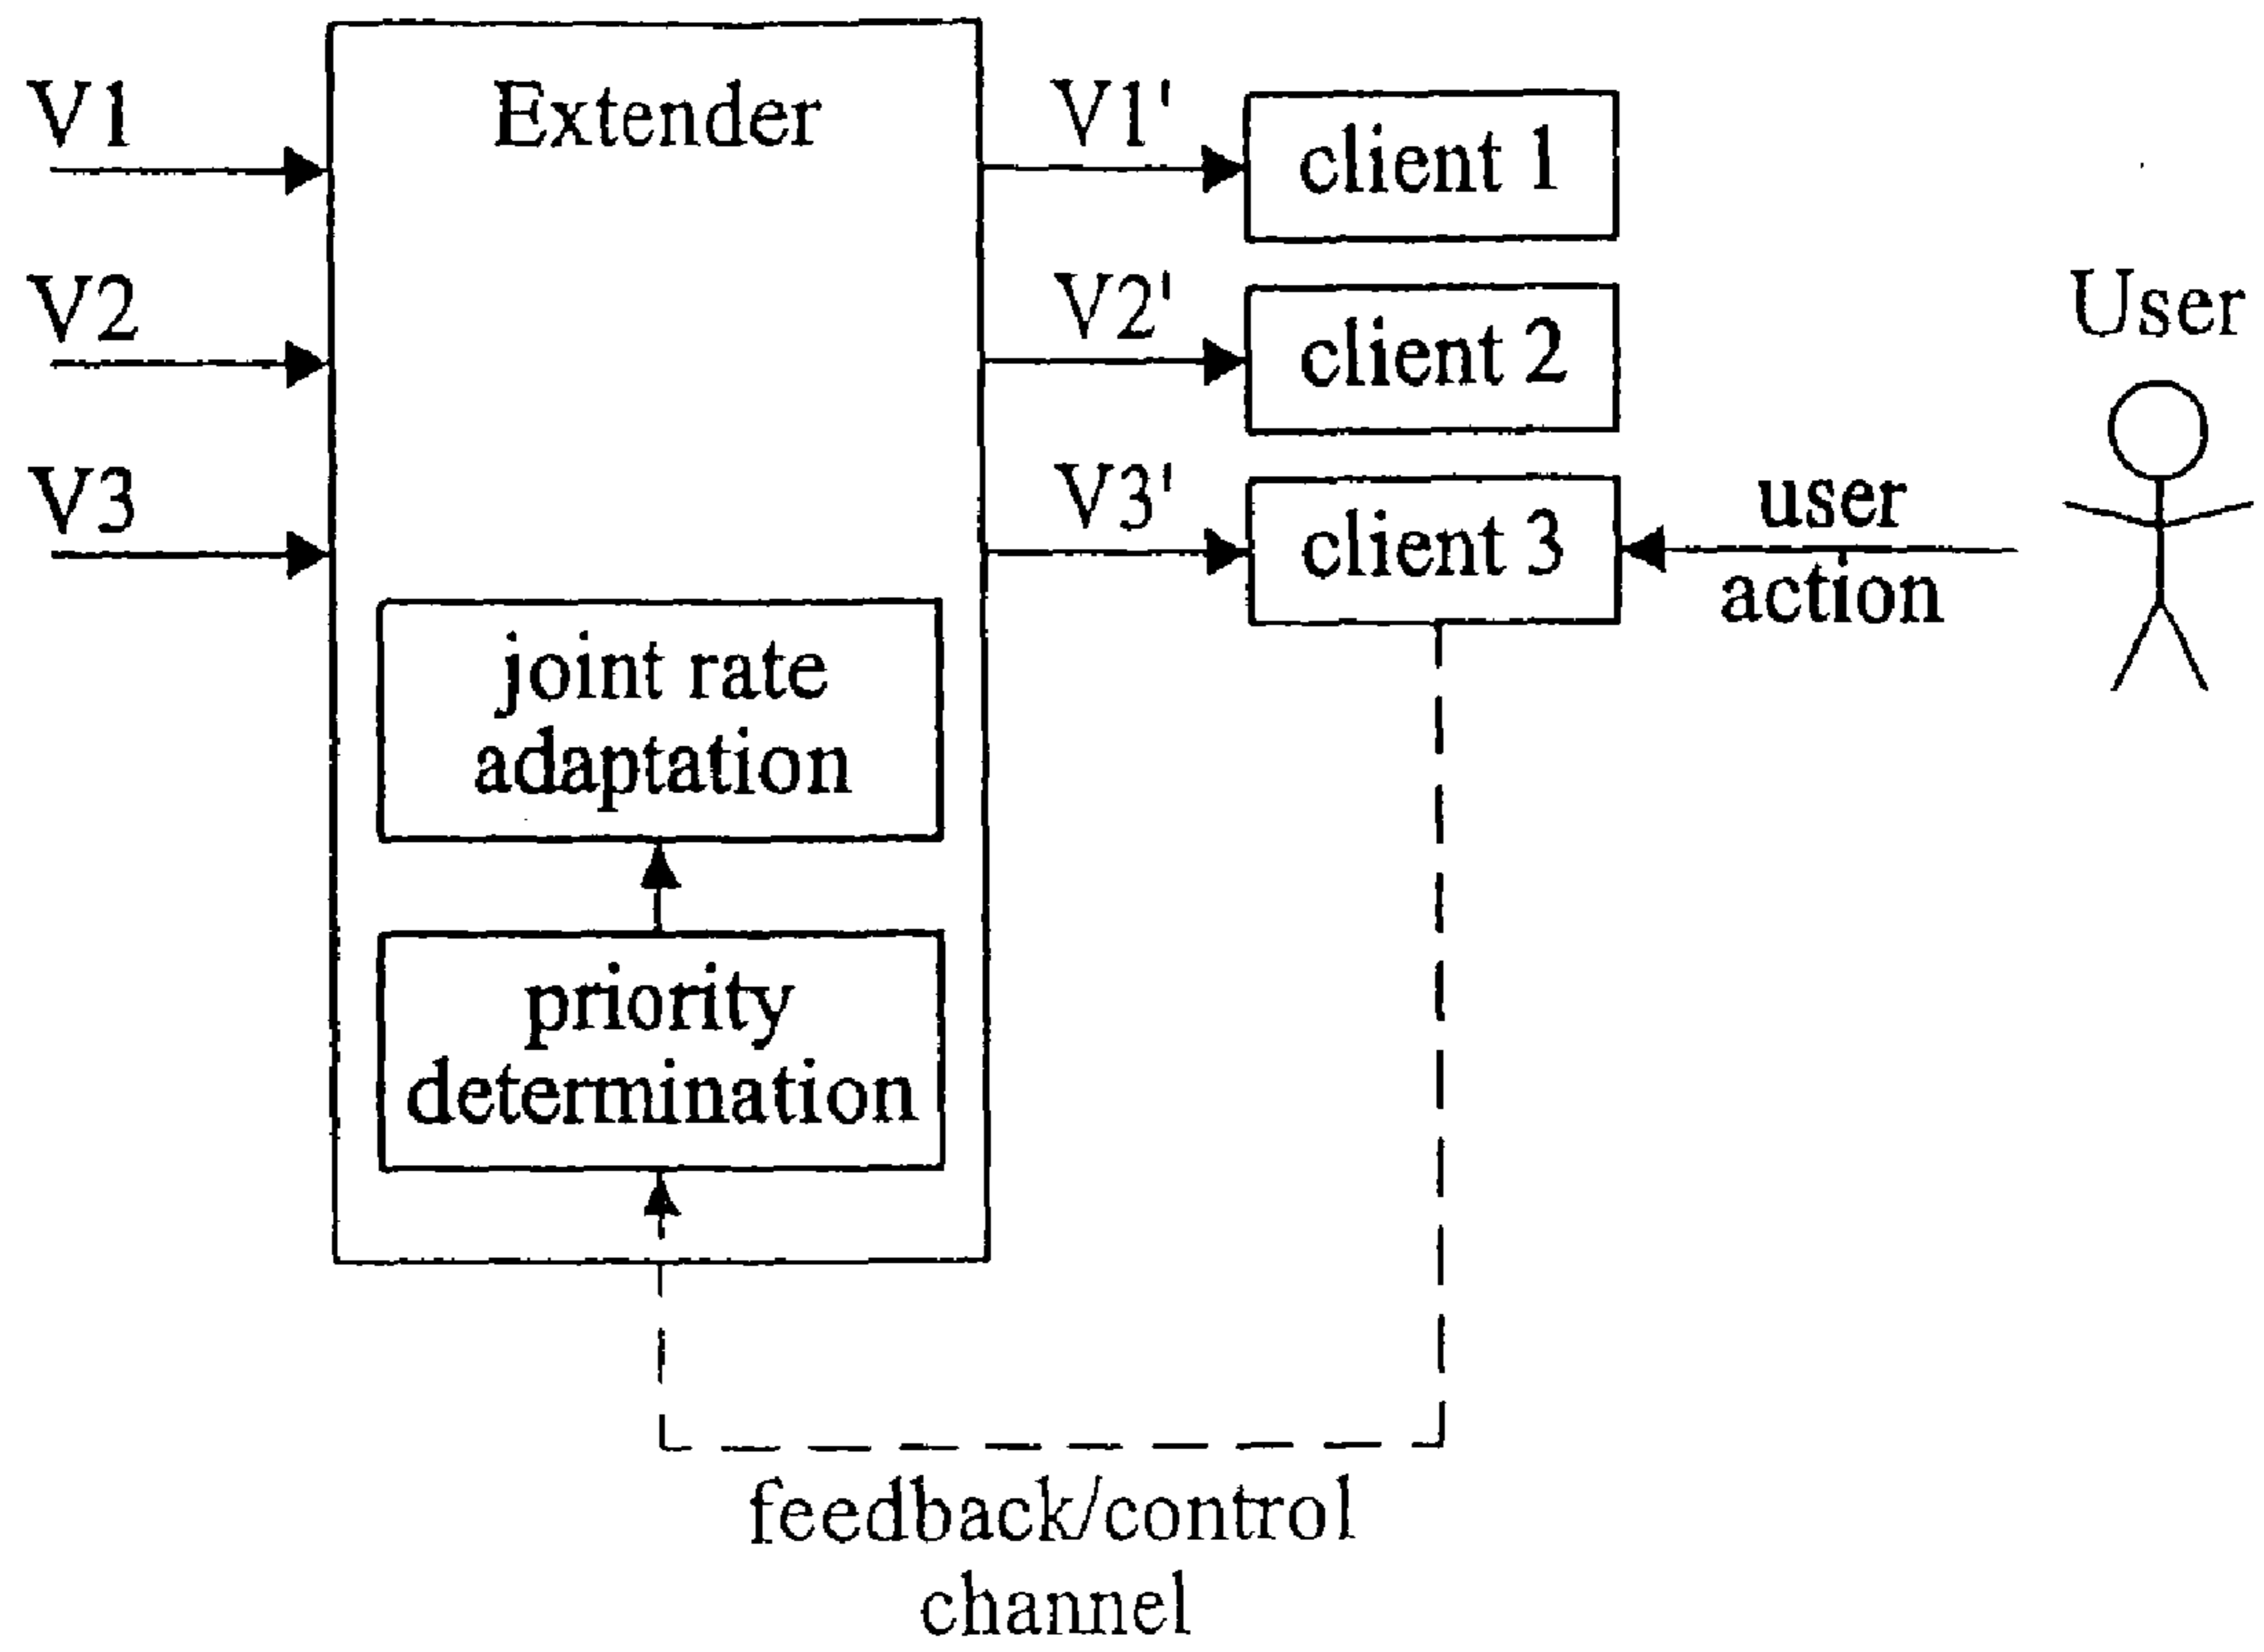 V1
Extender
V1'
client 1
V2
V2'
client 2
User
V3
V3'
client 3
user
action
joint rate
adaptation
priority
determination
feedback/control
channel